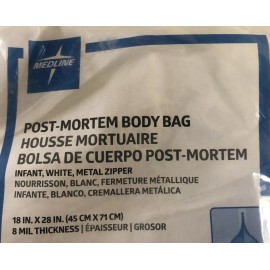 MEDLINE
POST-MORTEM BODY BAG
HOUSSE MORTUAIRE
BOLSA DE CUERPO POST-MORTEM
INFANT, WHITE, METAL ZIPPER
NOURRISSON, BLANC, FERMETURE MÉTALLIQUE
INFANTE, BLANCO, CREMALLERA METÁLICA
18 IN. X 28 IN. (45 CM X 71 CM)
8 MIL THICKNESS | ÉPAISSEUR | GROSOR